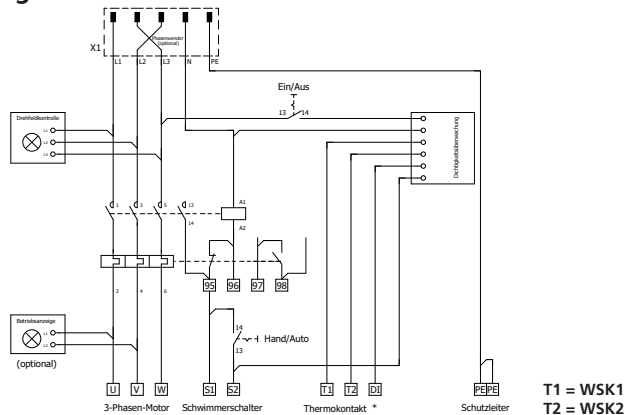 g
X1
Phasenwender
(optional)
L1 L2 L3 N PE
Ein/Aus
13 14
Drehfeldkontrolle
L1
L2
L3
Dichtigkeitsüberwachung
1 3 5 13
14
A1
A2
95 96 97 98
2 4 6
Betriebsanzeige
L1
L2
(optional)
14
13
Hand/Auto
U V W S1 S2 T1 T2 DI PE PE
3-Phasen-Motor Schwimmerschalter Thermokontakt * Schutzleiter
T1 = WSK1
T2 = WSK2